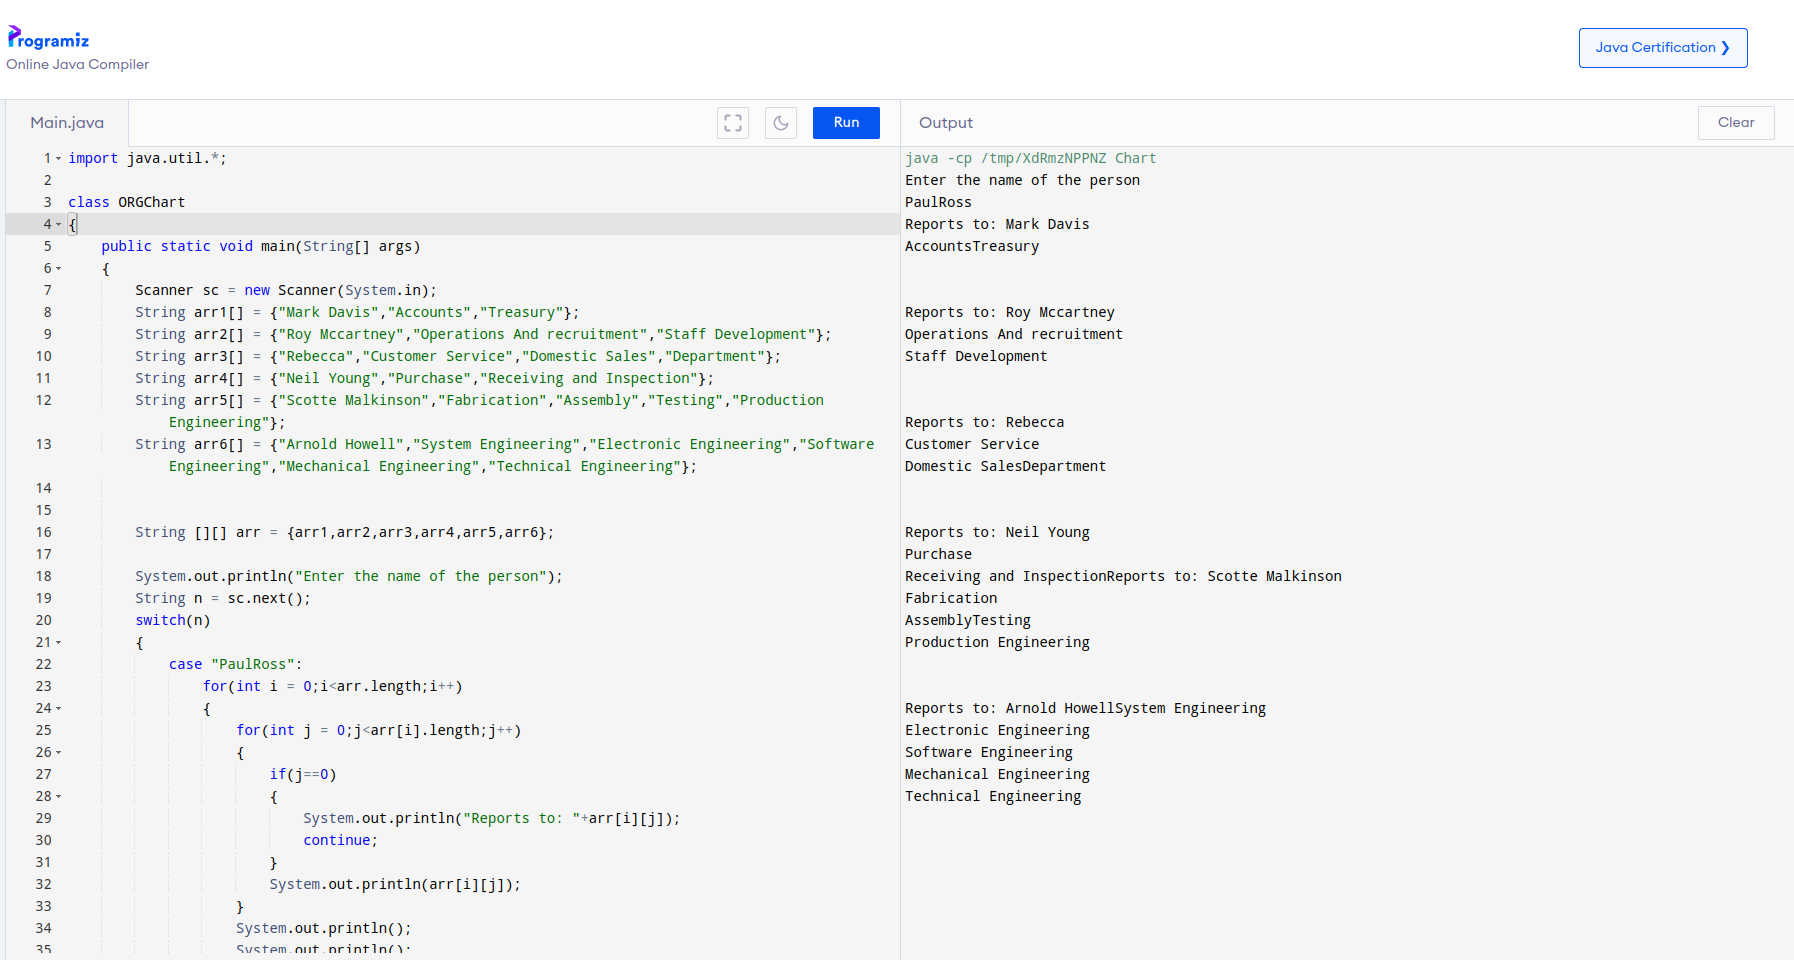 Programiz
Online Java Compiler
Java Certification ❯
Main.java
Run
1 import java.util.*;
2
3 class ORGChart
4 {
5 public static void main(String[] args)
6 {
7 Scanner sc = new Scanner(System.in);
8 String arr1[] = {"Mark Davis","Accounts","Treasury"};
9 String arr2[] = {"Roy Mccartney","Operations And recruitment","Staff Development"};
10 String arr3[] = {"Rebecca","Customer Service","Domestic Sales","Department"};
11 String arr4[] = {"Neil Young","Purchase","Receiving and Inspection"};
12 String arr5[] = {"Scotte Malkinson","Fabrication","Assembly","Testing","Production
Engineering"};
13 String arr6[] = {"Arnold Howell","System Engineering","Electronic Engineering","Software
Engineering","Mechanical Engineering","Technical Engineering"};
14
15
16 String [][] arr = {arr1,arr2,arr3,arr4,arr5,arr6};
17
18 System.out.println("Enter the name of the person");
19 String n = sc.next();
20 switch(n)
21 {
22 case "PaulRoss":
23 for(int i = 0;i<arr.length;i++)
24 {
25 for(int j = 0;j<arr[i].length;j++)
26 {
27 if(j==0)
28 {
29 System.out.println("Reports to: "+arr[i][j]);
30 continue;
31 }
32 System.out.println(arr[i][j]);
33 }
34 System.out.println();
35 System.out.println();
Output
Clear
java -cp /tmp/XdRmzNPPNZ Chart
Enter the name of the person
PaulRoss
Reports to: Mark Davis
AccountsTreasury
Reports to: Roy Mccartney
Operations And recruitment
Staff Development
Reports to: Rebecca
Customer Service
Domestic SalesDepartment
Reports to: Neil Young
Purchase
Receiving and InspectionReports to: Scotte Malkinson
Fabrication
AssemblyTesting
Production Engineering
Reports to: Arnold HowellSystem Engineering
Electronic Engineering
Software Engineering
Mechanical Engineering
Technical Engineering